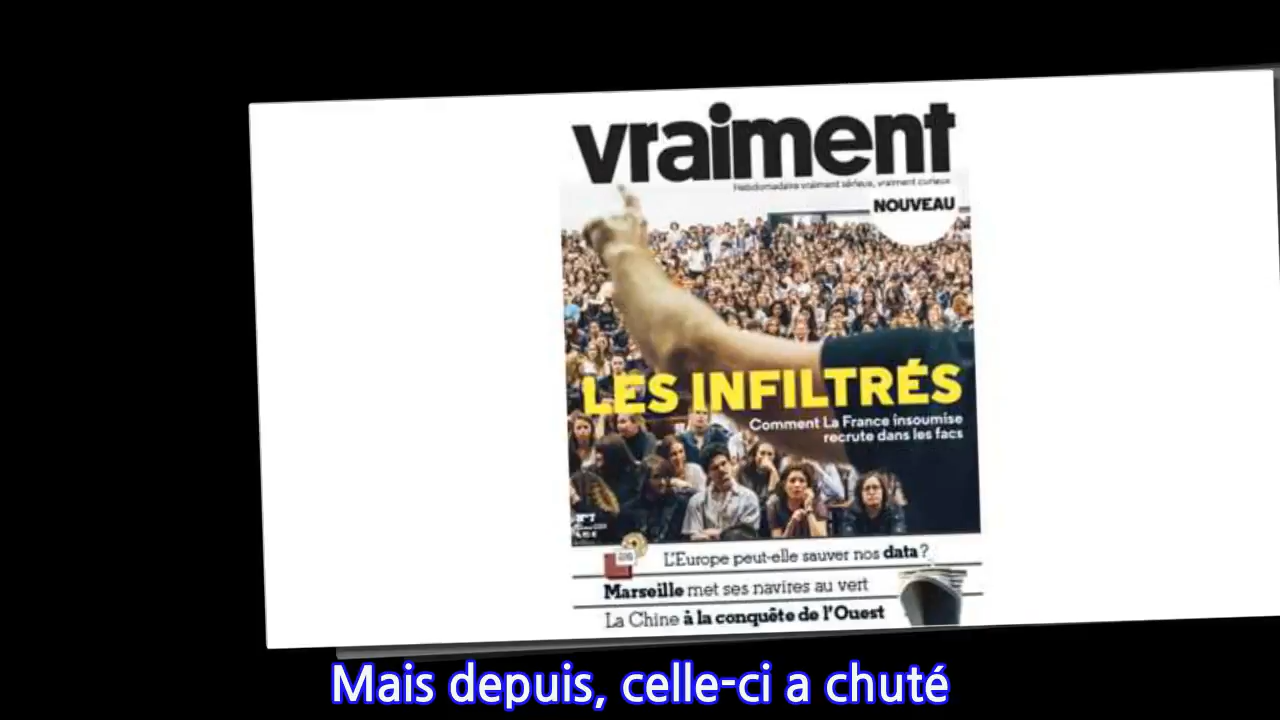 vraiment
Hebdomadaire vraiment sérieux, vraiment curieux
NOUVEAU
LES INFILTRÉS
Comment La France insoumise
recrute dans les facs
L'Europe peut-elle sauver nos data ?
Marseille met ses navires au vert
La Chine à la conquête de l'Ouest
Mais depuis, celle-ci a chuté